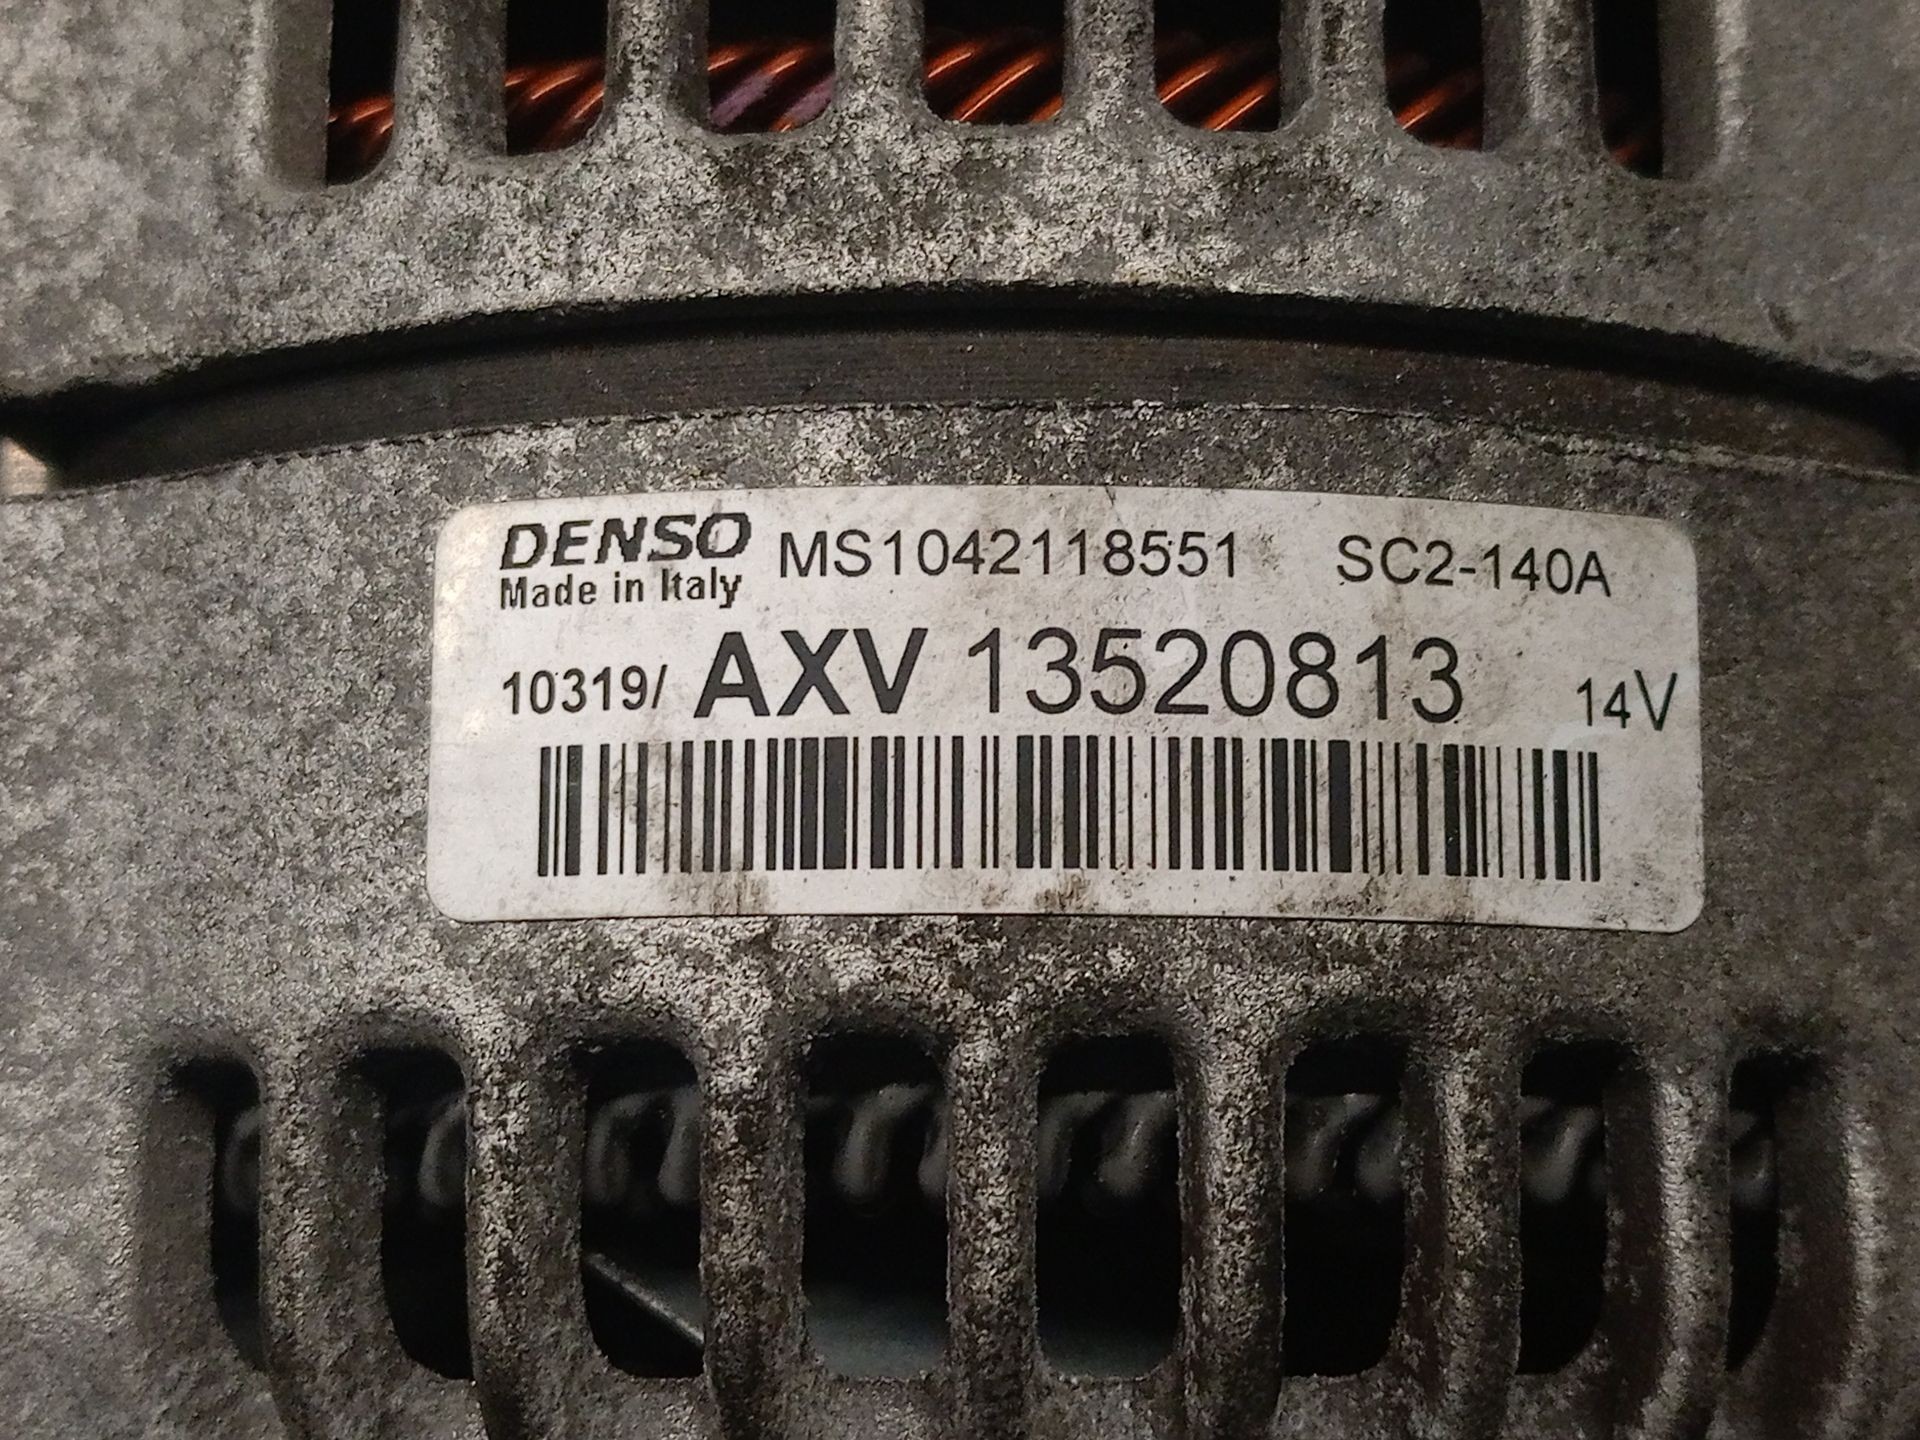 DENSO MS1042118551 SC2-140A
Made in Italy
10319/ AXV 13520813 14V